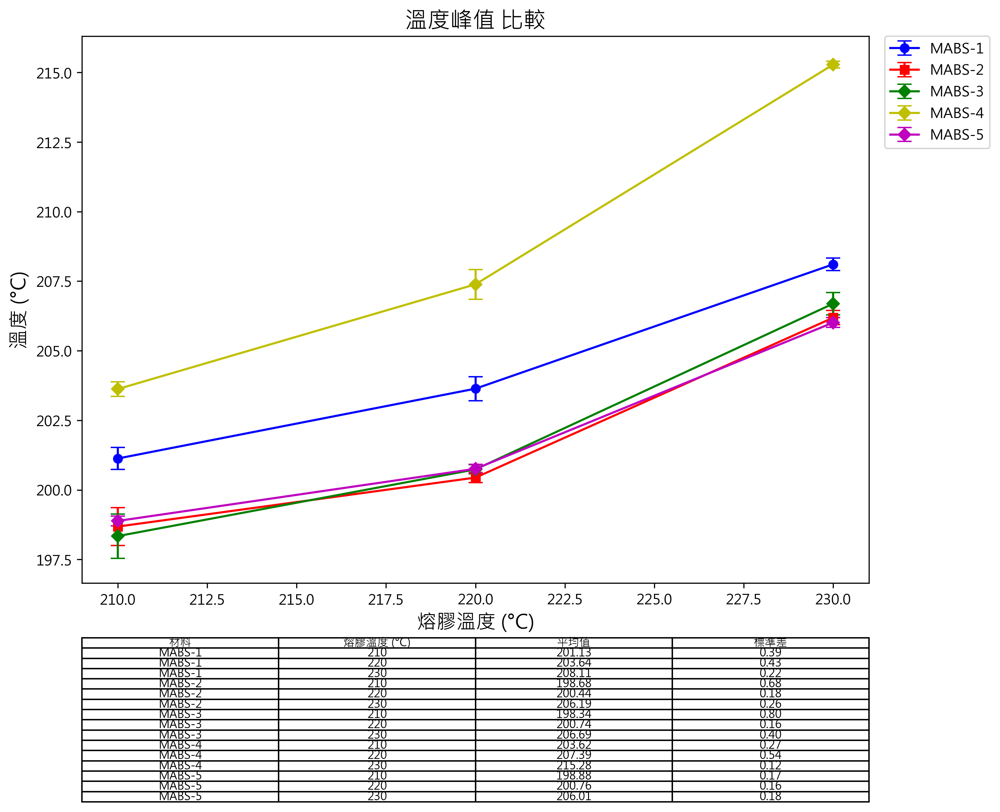 溫度峰值 比較
MABS-1
MABS-2
MABS-3
MABS-4
MABS-5
溫度 (°C)
215.0
212.5
210.0
207.5
205.0
202.5
200.0
197.5
210.0 212.5 215.0 217.5 220.0 222.5 225.0 227.5 230.0
熔膠溫度 (°C)
材料 熔膠溫度 (°C) 平均值 標準差
MABS-1 210 201.13 0.39
MABS-1 220 203.64 0.43
MABS-1 230 208.11 0.22
MABS-2 210 198.68 0.68
MABS-2 220 200.44 0.18
MABS-2 230 206.19 0.26
MABS-3 210 198.34 0.80
MABS-3 220 200.74 0.16
MABS-3 230 206.69 0.40
MABS-4 210 203.62 0.27
MABS-4 220 207.39 0.54
MABS-4 230 215.28 0.12
MABS-5 210 198.88 0.17
MABS-5 220 200.76 0.16
MABS-5 230 206.01 0.18